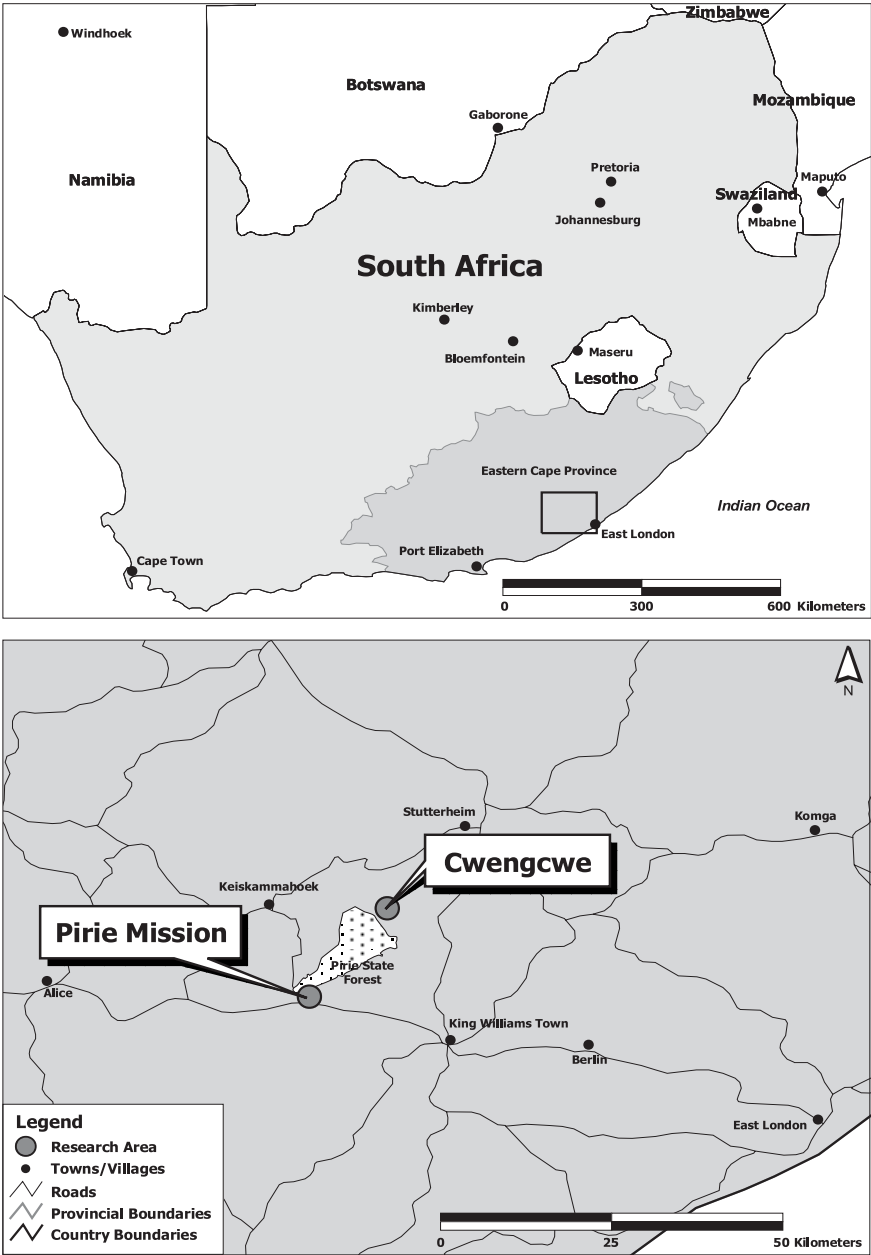 Zimbabwe
Windhoek
Botswana
Mozambique
Gaborone
Namibia
Pretoria
Maputo
Swaziland
Mbabne
Johannesburg
South Africa
Kimberley
Bloemfontein
Maseru
Lesotho
Eastern Cape Province
Indian Ocean
East London
Port Elizabeth
Cape Town
0 300 600 Kilometers
N
Stutterheim
Komga
Cwengcwe
Keiskammahoek
Pirie Mission
Pirie State
Forest
Alice
King Williams Town
Berlin
East London
Legend
Research Area
Towns/Villages
Roads
Provincial Boundaries
Country Boundaries
0 25 50 Kilometers